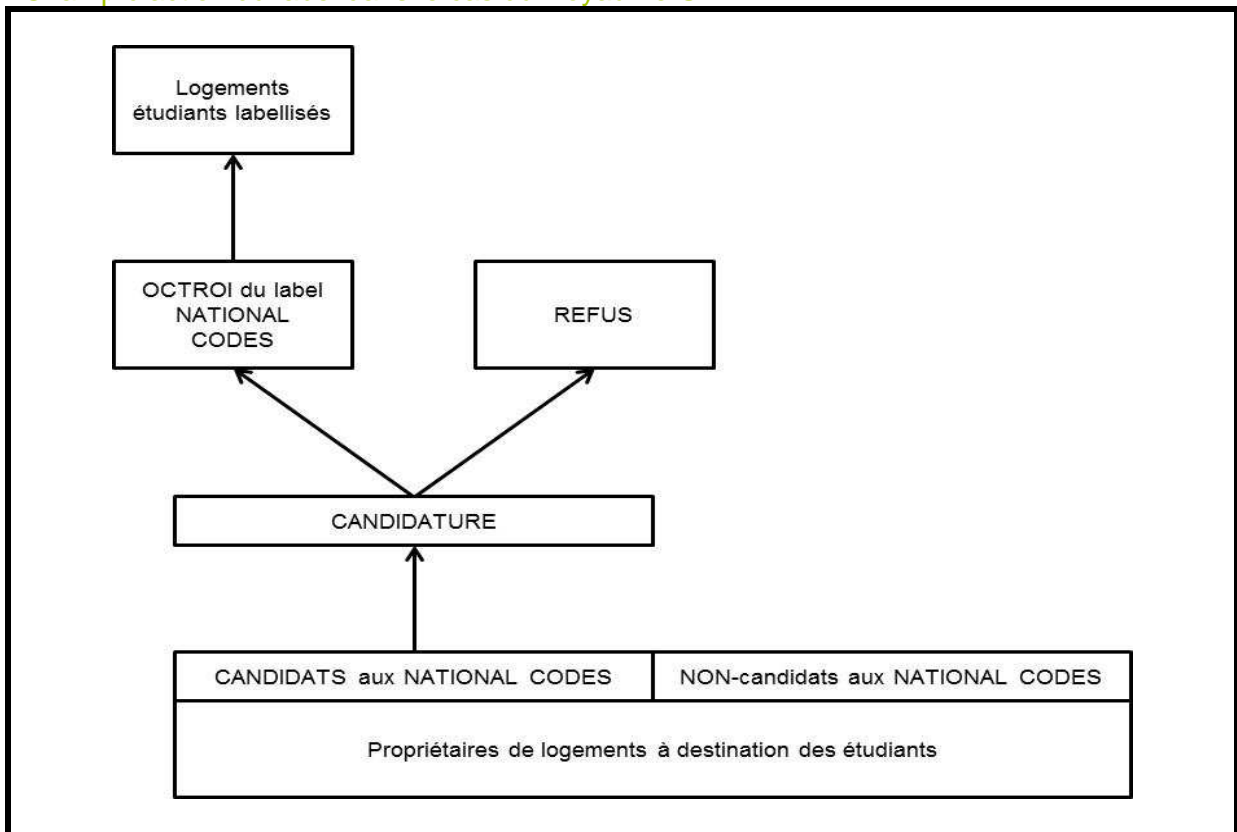 Logements
étudiants labellisés
OCTROI du label
NATIONAL
CODES
REFUS
CANDIDATURE
CANDIDATS aux NATIONAL CODES
NON-candidats aux NATIONAL CODES
Propriétaires de logements à destination des étudiants